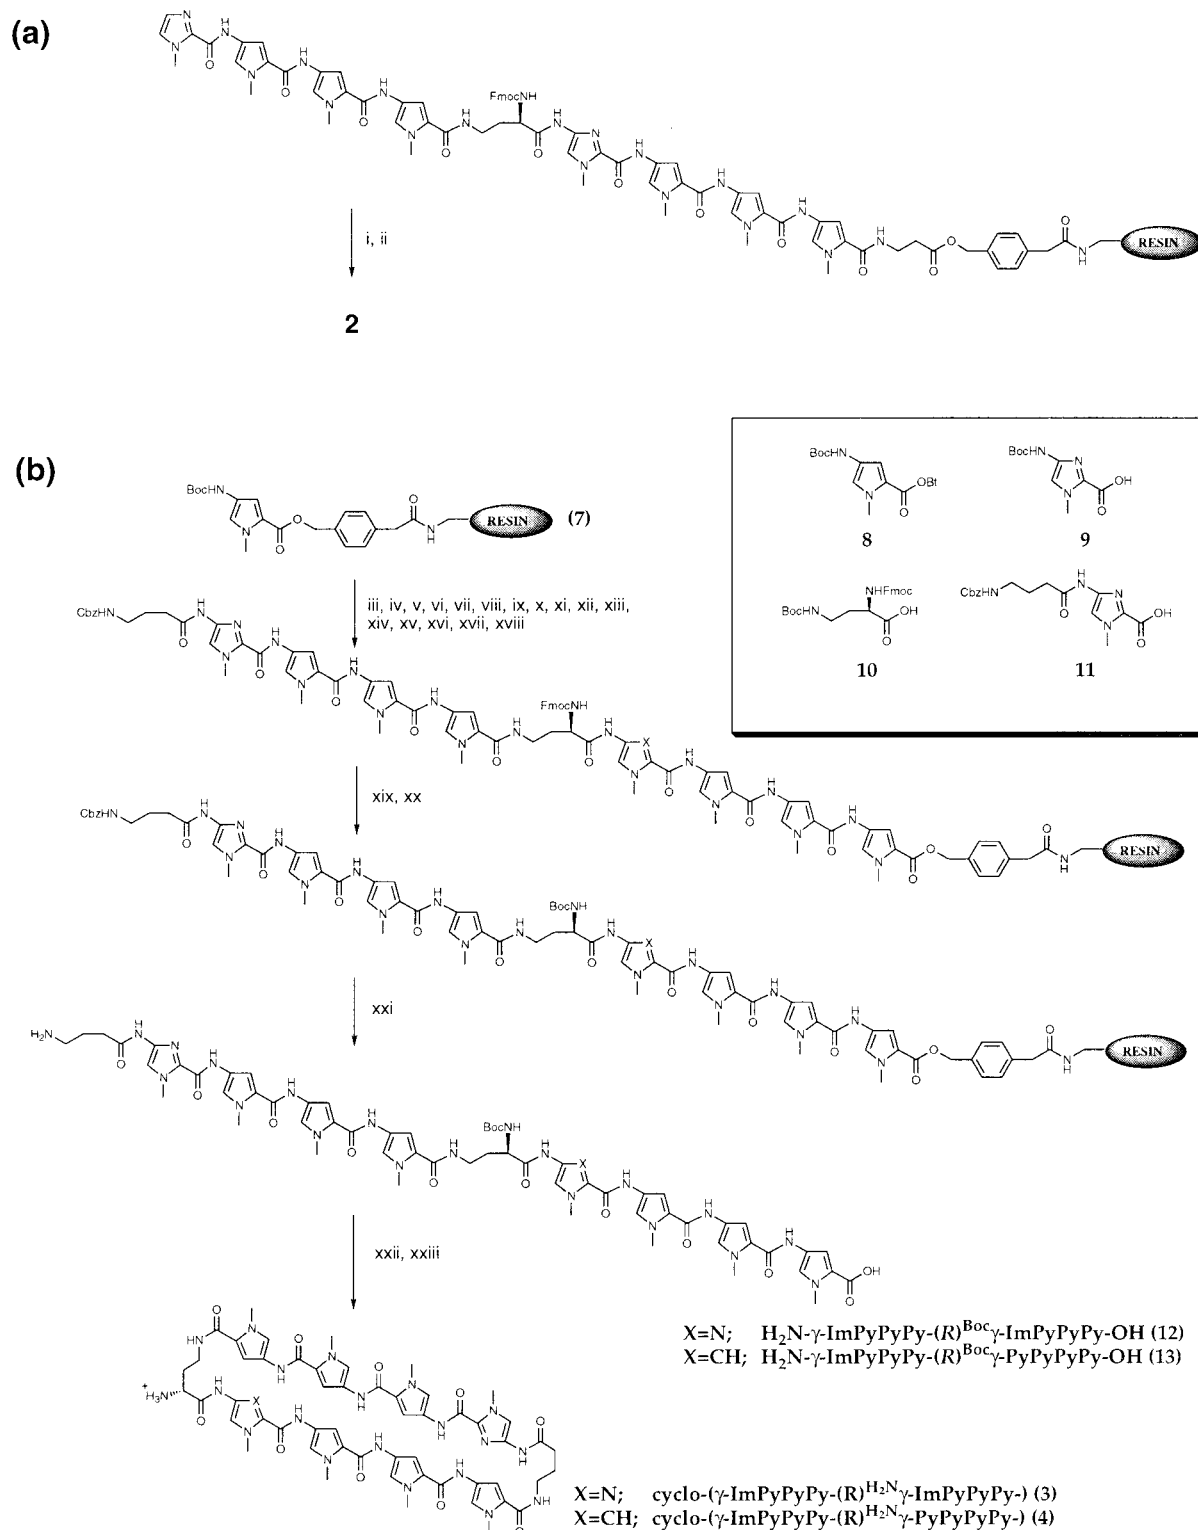 (a)
FmocNH
RESIN
i, ii
2
(b)
BocHN
RESIN
(7)
BocHN
OBt
8
BocHN
OH
9
BocHN
NHFmoc
OH
10
CbzHN
OH
11
iii, iv, v, vi, vii, viii, ix, x, xi, xii, xiii,
xiv, xv, xvi, xvii, xviii
CbzHN
FmocNH
X
RESIN
xix, xx
CbzHN
BocNH
X
RESIN
xxi
H₂N
BocNH
X
OH
xxii, xxiii
X=N; H₂N-γ-ImPyPyPy-(R)ᴮᵒᶜγ-ImPyPyPy-OH (12)
X=CH; H₂N-γ-ImPyPyPy-(R)ᴮᵒᶜγ-PyPyPyPy-OH (13)
⁺H₃N
X
X=N; cyclo-(γ-ImPyPyPy-(R)ᴴ²ᴺγ-ImPyPyPy-) (3)
X=CH; cyclo-(γ-ImPyPyPy-(R)ᴴ²ᴺγ-PyPyPyPy-) (4)